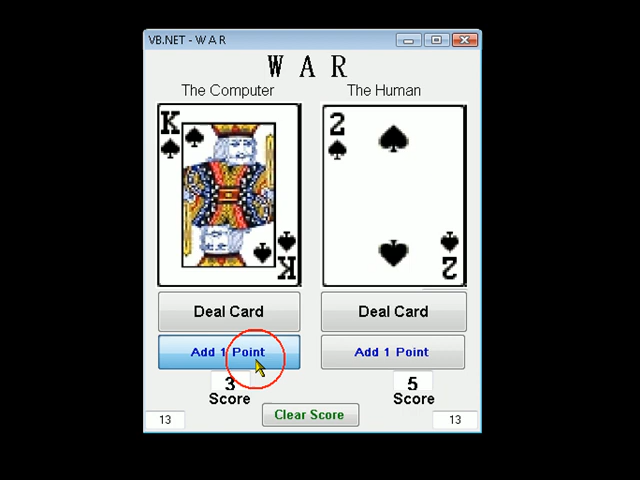 VB.NET - W A R
W A R
The Computer The Human
K 2
K 2
Deal Card Deal Card
Add 1 Point Add 1 Point
3 5
Score Score
13 Clear Score 13